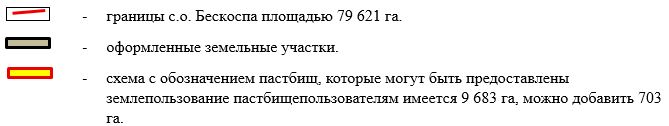 - границы с.о. Бескоспа площадью 79 621 га.
- оформленные земельные участки.
- схема с обозначением пастбищ, которые могут быть предоставлены
землепользование пастбищепользователям имеется 9 683 га, можно добавить 703
га.